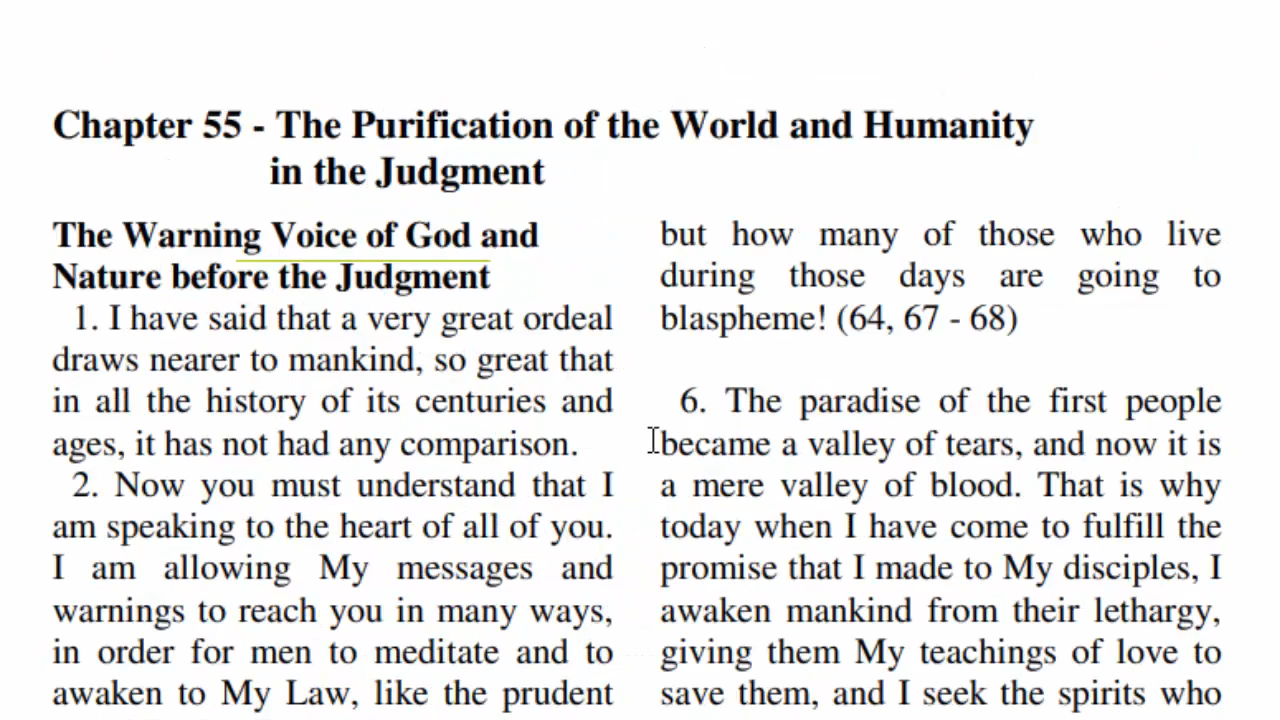 Chapter 55 - The Purification of the World and Humanity
in the Judgment
The Warning Voice of God and
Nature before the Judgment
1. I have said that a very great ordeal
draws nearer to mankind, so great that
in all the history of its centuries and
ages, it has not had any comparison.
2. Now you must understand that I
am speaking to the heart of all of you.
I am allowing My messages and
warnings to reach you in many ways,
in order for men to meditate and to
awaken to My Law, like the prudent
but how many of those who live
during those days are going to
blaspheme! (64, 67 - 68)
6. The paradise of the first people
became a valley of tears, and now it is
a mere valley of blood. That is why
today when I have come to fulfill the
promise that I made to My disciples, I
awaken mankind from their lethargy,
giving them My teachings of love to
save them, and I seek the spirits who